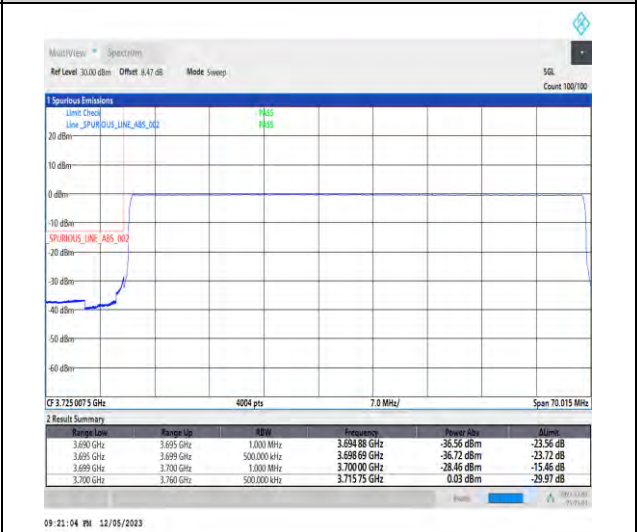 MultiView Spectrum
Ref Level 30.00 dBm Offset 8.47 dB Mode Sweep SGL
Count 100/100
1 Spurious Emissions
Limit Check PASS
Line _SPURIOUS_LINE_ABS_002 PASS
20 dBm
10 dBm
0 dBm
-10 dBm
_SPURIOUS_LINE_ABS_002
-20 dBm
-30 dBm
-40 dBm
-50 dBm
-60 dBm
CF 3.725 007 5 GHz 4004 pts 7.0 MHz/ Span 70.015 MHz
2 Result Summary
Range Low Range Up RBW Frequency Power Abs ΔLimit
3.690 GHz 3.695 GHz 1.000 MHz 3.694 88 GHz -36.56 dBm -23.56 dB
3.695 GHz 3.699 GHz 500.000 kHz 3.698 69 GHz -36.72 dBm -23.72 dB
3.699 GHz 3.700 GHz 1.000 MHz 3.700 00 GHz -28.46 dBm -15.46 dB
3.700 GHz 3.760 GHz 500.000 kHz 3.715 75 GHz 0.03 dBm -29.97 dB
09:21:04 PM 12/05/2023